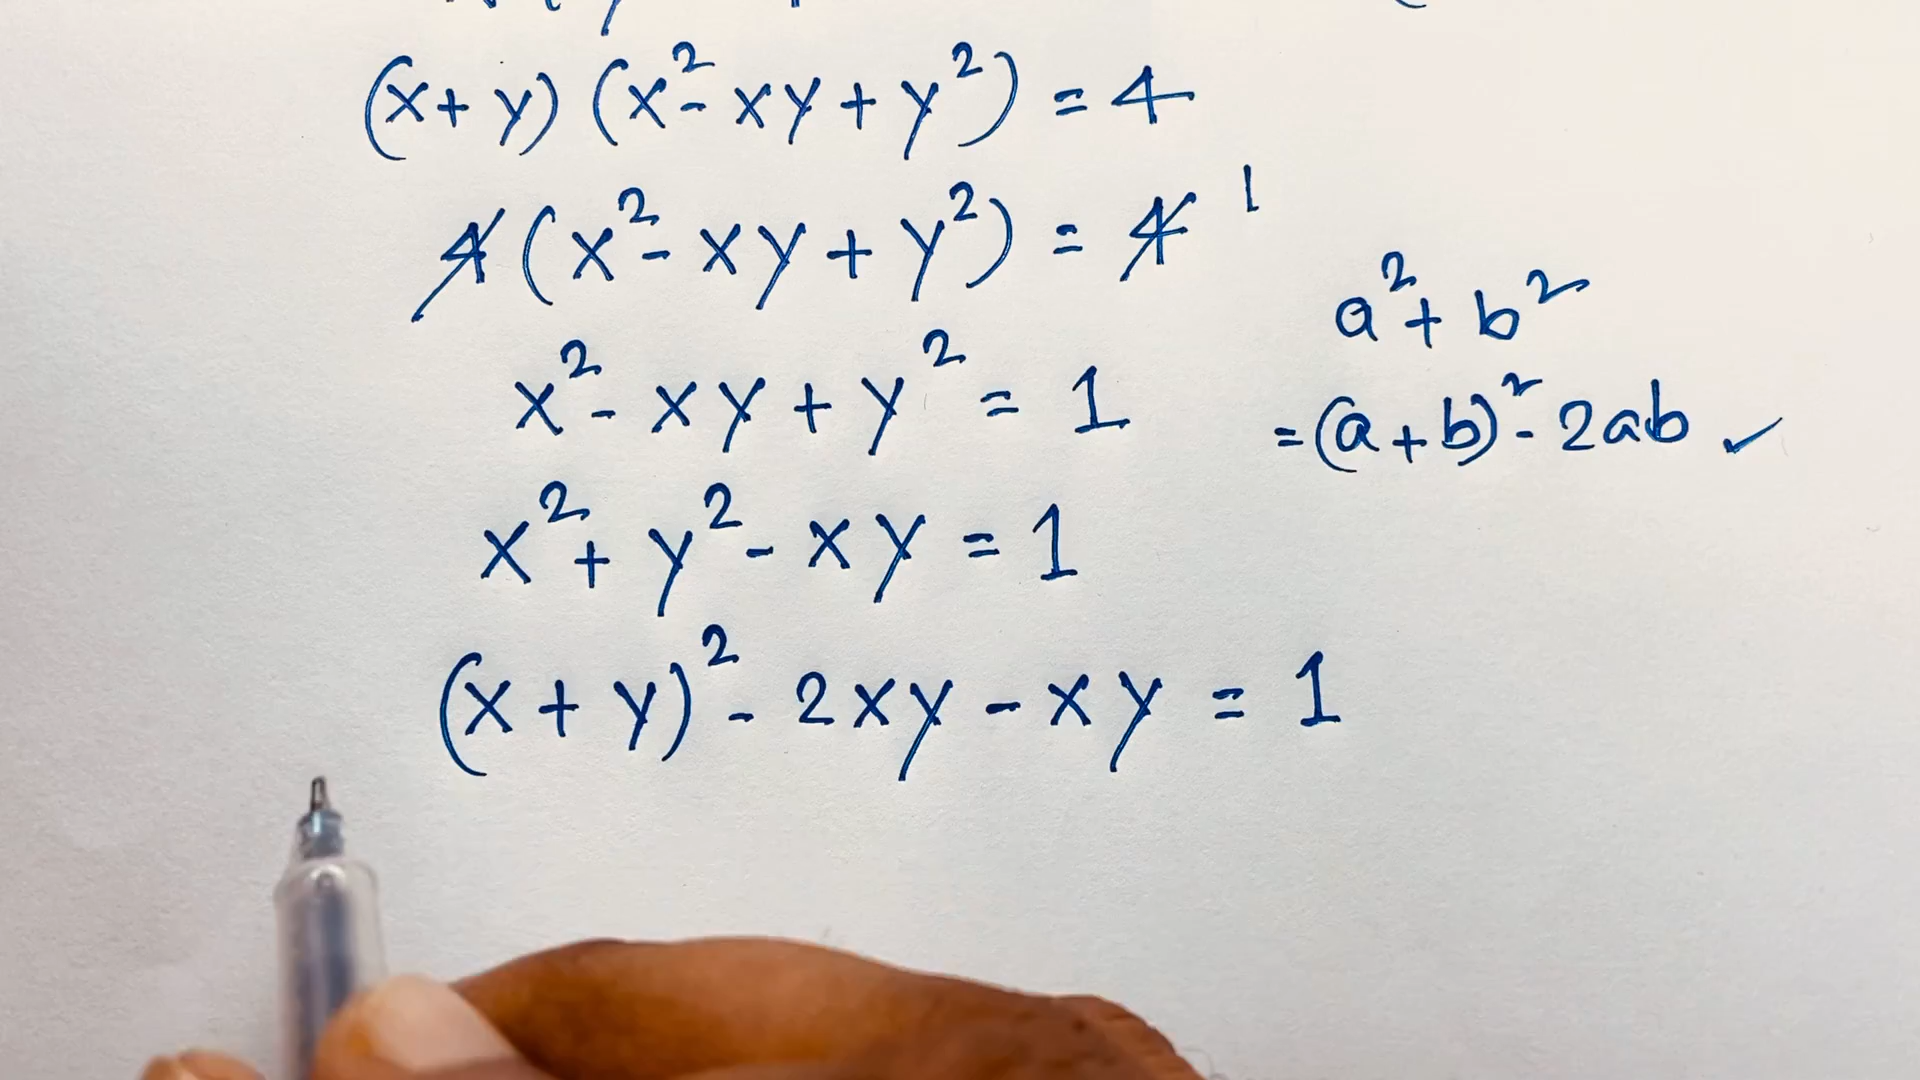 (x+y)(x²-xy+y²)=4
4(x²-xy+y²)=4 1
x²-xy+y²=1
x²+y²-xy=1
(x+y)²-2xy-xy=1
a²+b²
=(a+b)²-2ab ✓